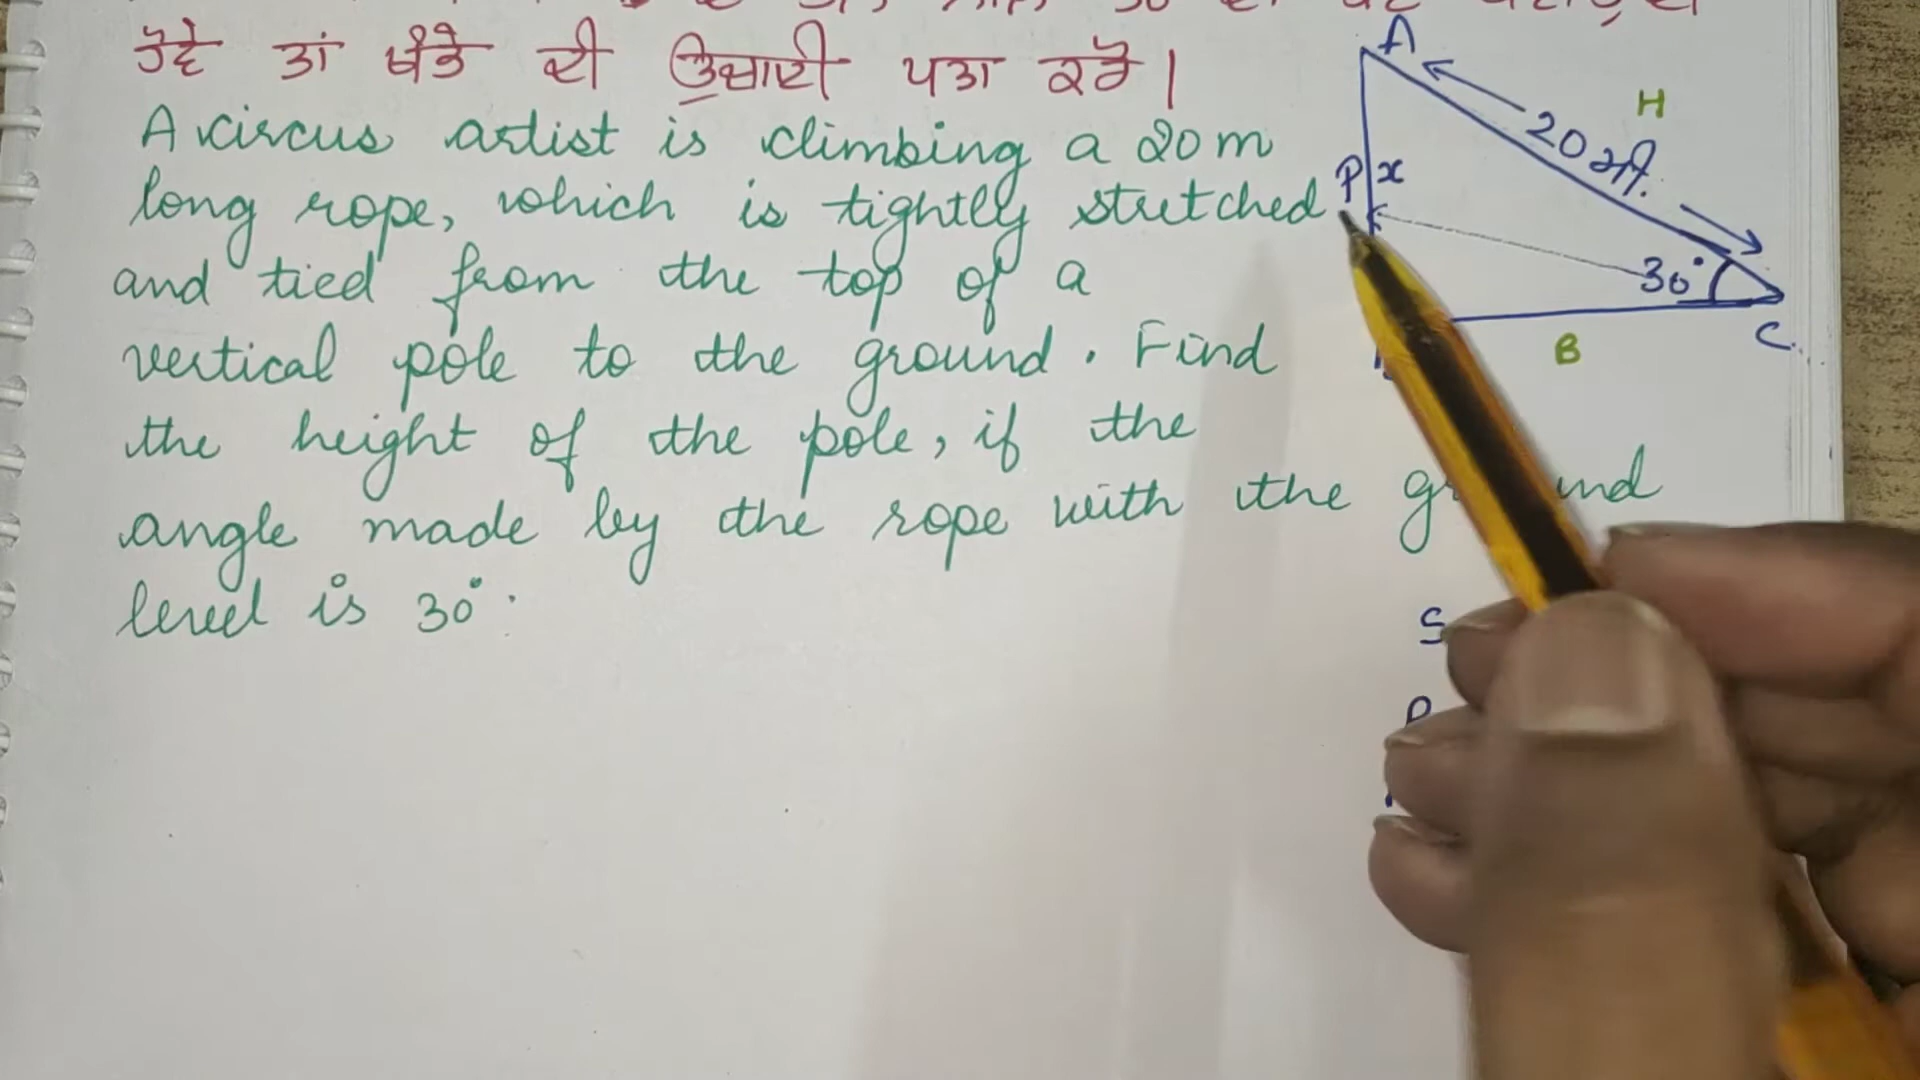 ਹੋਵੇ ਤਾਂ ਖੰਭੇ ਦੀ ਉਚਾਈ ਪਤਾ ਕਰੋ।
A circus artist is climbing a 20 m
long rope, which is tightly stretched
and tied from the top of a
vertical pole to the ground. Find
the height of the pole, if the
angle made by the rope with the
level is 30°.
A
H
20 ਮੀ.
P x
30°
B
C
S